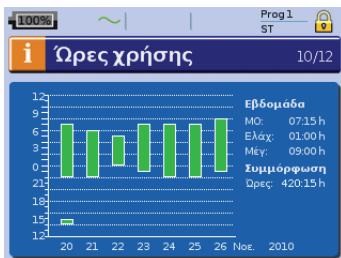 100%
Prog 1
ST
i Ώρες χρήσης 10/12
12
9
6
3
0
21
18
15
12
20 21 22 23 24 25 26 Νοε. 2010
Εβδομάδα
ΜΟ: 07:15 h
Ελάχ: 01:00 h
Μέγ: 09:00 h
Συμμόρφωση
Ώρες: 420:15 h